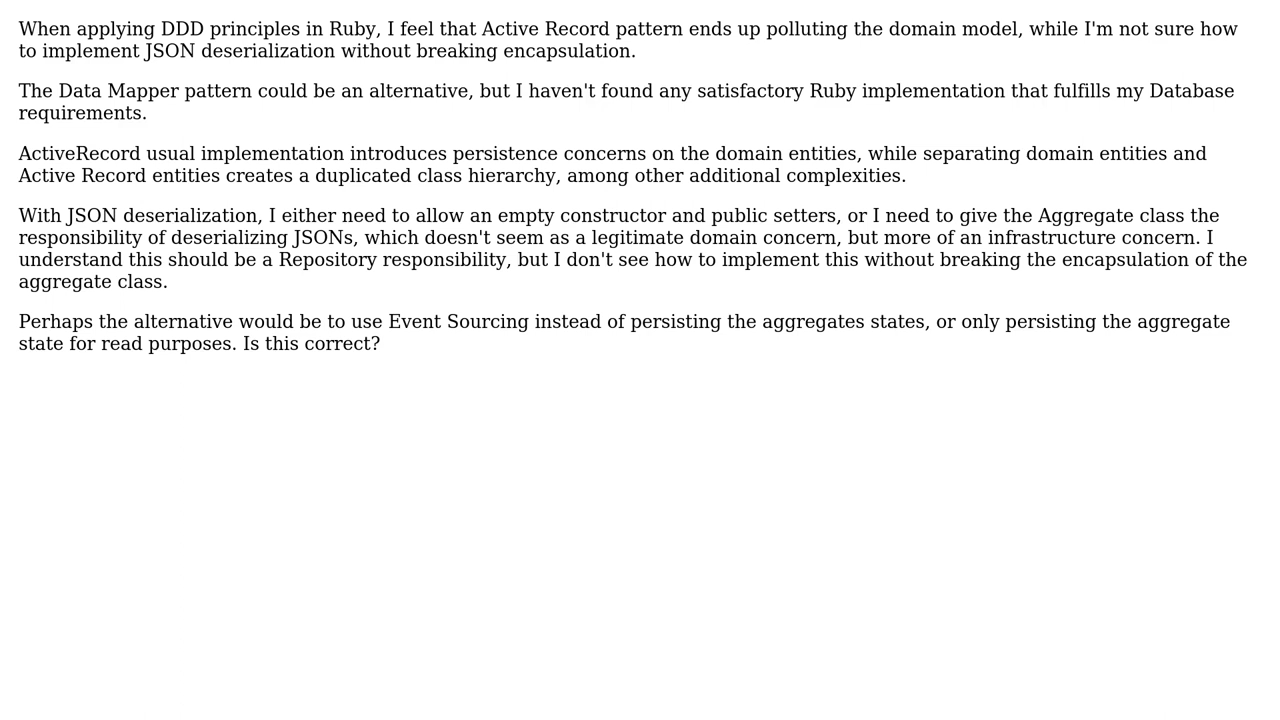 When applying DDD principles in Ruby, I feel that Active Record pattern ends up polluting the domain model, while I'm not sure how
to implement JSON deserialization without breaking encapsulation.
The Data Mapper pattern could be an alternative, but I haven't found any satisfactory Ruby implementation that fulfills my Database
requirements.
ActiveRecord usual implementation introduces persistence concerns on the domain entities, while separating domain entities and
Active Record entities creates a duplicated class hierarchy, among other additional complexities.
With JSON deserialization, I either need to allow an empty constructor and public setters, or I need to give the Aggregate class the
responsibility of deserializing JSONs, which doesn't seem as a legitimate domain concern, but more of an infrastructure concern. I
understand this should be a Repository responsibility, but I don't see how to implement this without breaking the encapsulation of the
aggregate class.
Perhaps the alternative would be to use Event Sourcing instead of persisting the aggregates states, or only persisting the aggregate
state for read purposes. Is this correct?